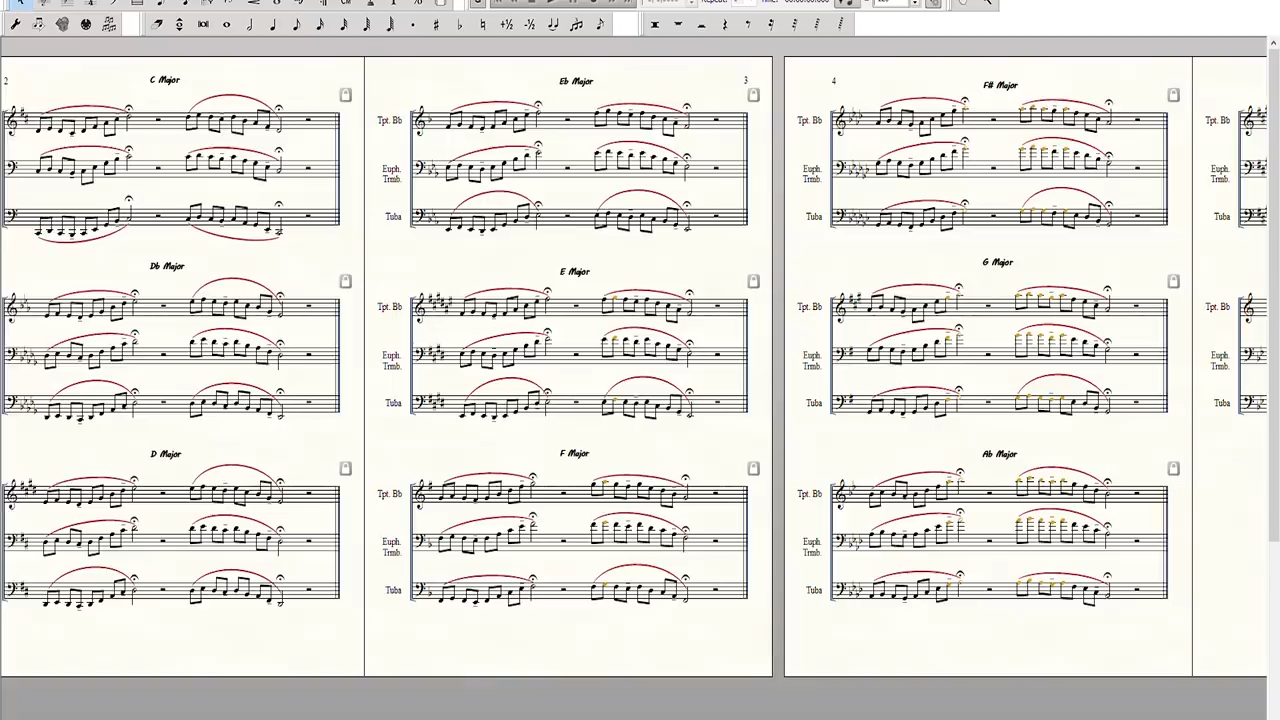 2
C Major
Db Major
D Major
3
Eb Major
Tpt. Bb
Euph.
Trmb.
Tuba
E Major
Tpt. Bb
Euph.
Trmb.
Tuba
F Major
Tpt. Bb
Euph.
Trmb.
Tuba
4
F# Major
Tpt. Bb
Euph.
Trmb.
Tuba
G Major
Tpt. Bb
Euph.
Trmb.
Tuba
Ab Major
Tpt. Bb
Euph.
Trmb.
Tuba
Tpt. Bb
Euph.
Trmb.
Tuba
Tpt. Bb
Euph.
Trmb.
Tuba